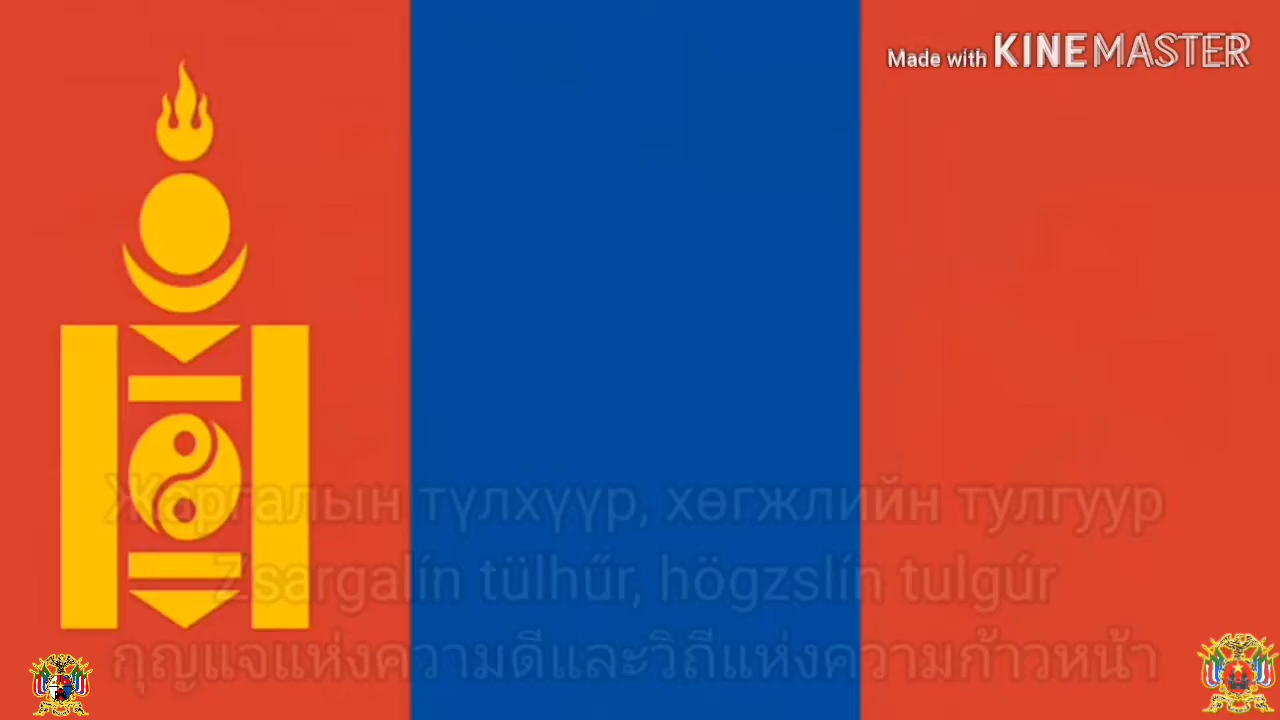 Made with KINEMASTER
Жаргалын түлхүүр, хөгжлийн тулгуур
Zsargalín tülhűr, högzslín tulgúr
กุญแจแห่งความดีและวิถีแห่งความก้าวหน้า